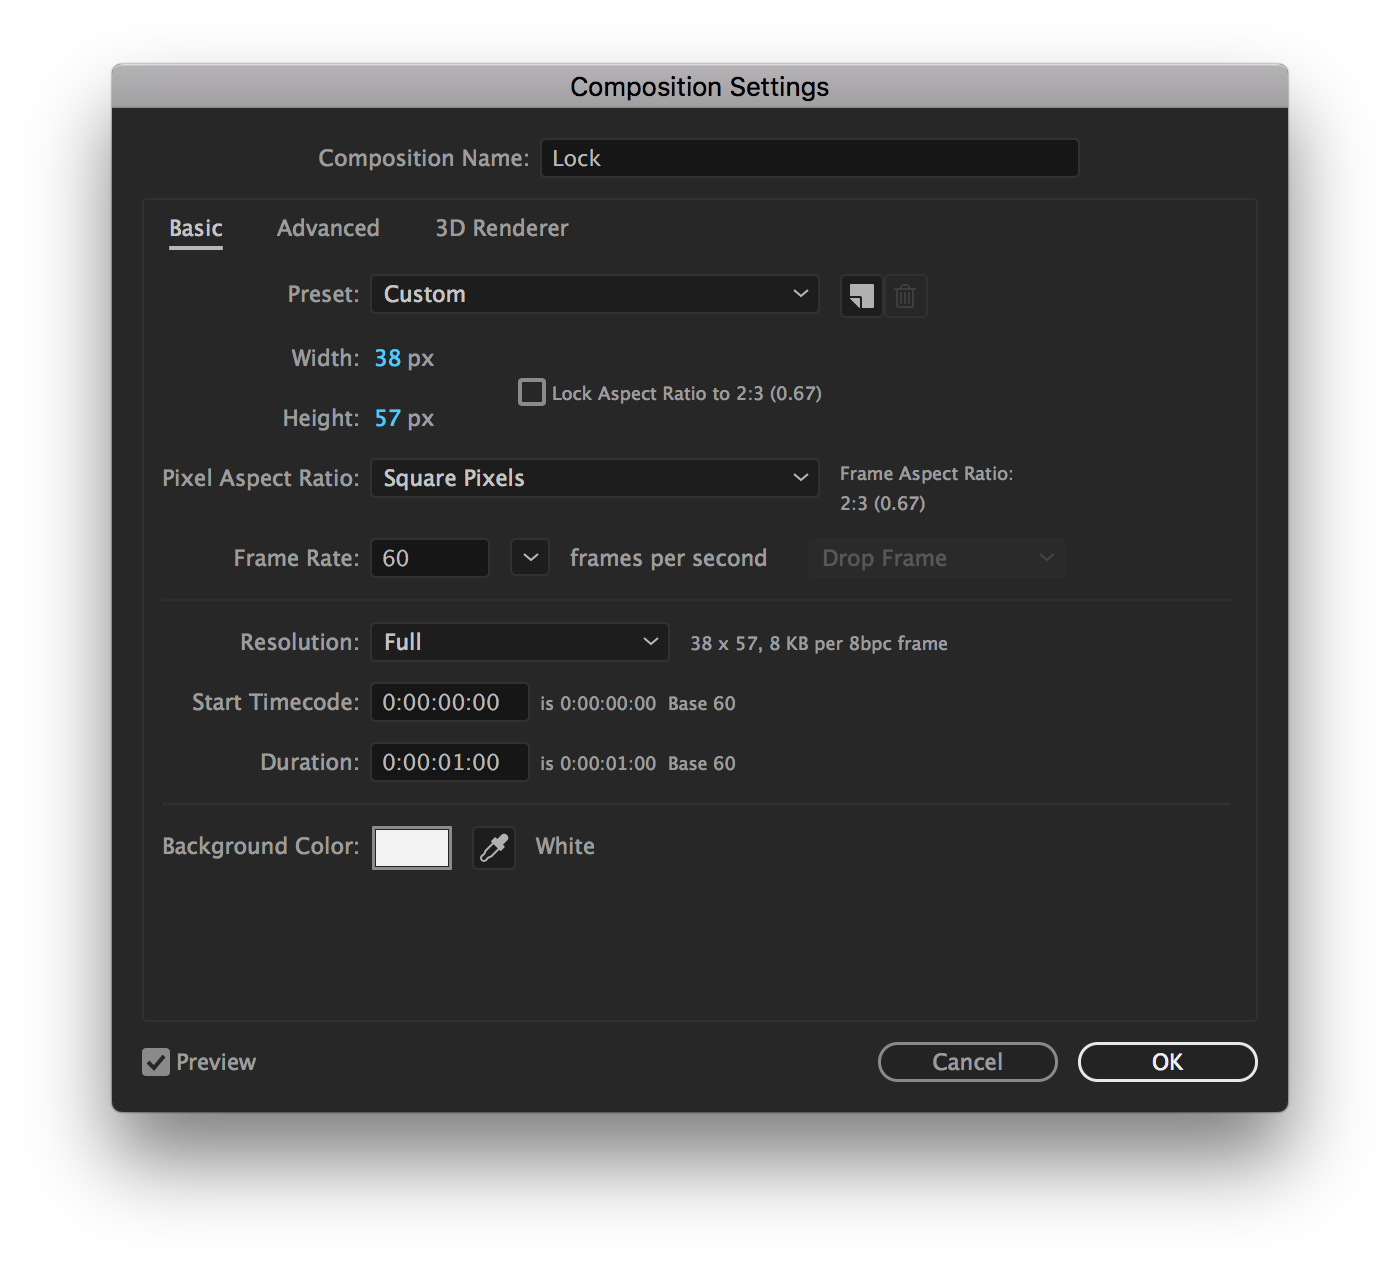 Composition Settings
Composition Name: Lock
Basic Advanced 3D Renderer
Preset: Custom
Width: 38 px
Lock Aspect Ratio to 2:3 (0.67)
Height: 57 px
Pixel Aspect Ratio: Square Pixels Frame Aspect Ratio:
2:3 (0.67)
Frame Rate: 60 frames per second Drop Frame
Resolution: Full 38 x 57, 8 KB per 8bpc frame
Start Timecode: 0:00:00:00 is 0:00:00:00 Base 60
Duration: 0:00:01:00 is 0:00:01:00 Base 60
Background Color: White
Preview Cancel OK